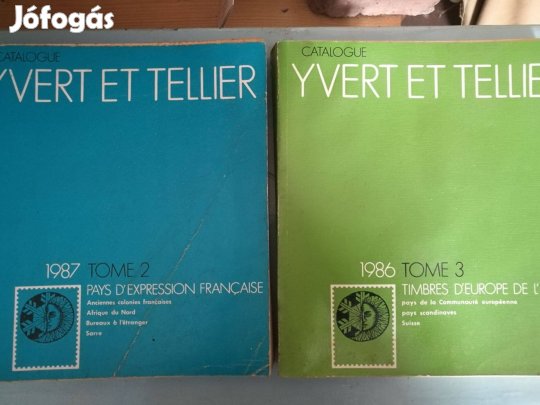 Jófogás
CATALOGUE
YVERT ET TELLIER
1987 TOME 2
PAYS D'EXPRESSION FRANÇAISE
Anciennes colonies françaises
Afrique du Nord
Bureaux à l'étranger
Sarre
CATALOGUE
YVERT ET TELLIE
1986 TOME 3
TIMBRES D'EUROPE DE L'
pays de la Communauté européenne
pays scandinaves
Suisse